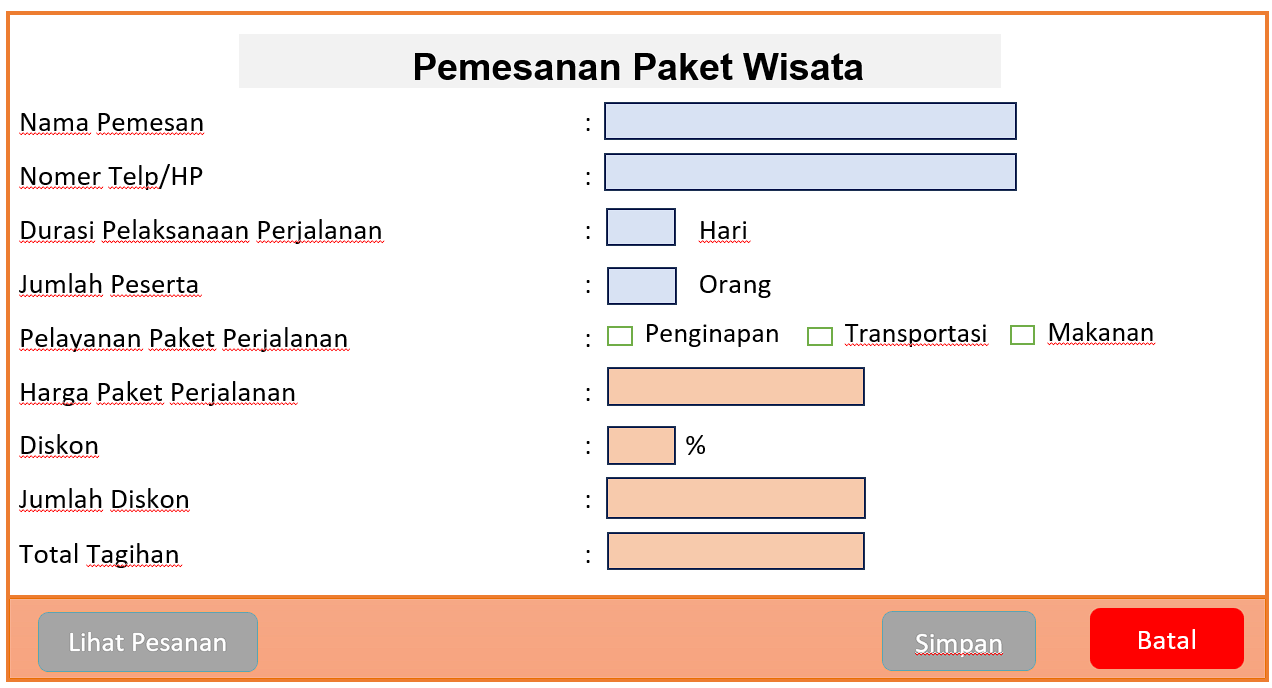 Pemesanan Paket Wisata
Nama Pemesan :
Nomer Telp/HP :
Durasi Pelaksanaan Perjalanan : Hari
Jumlah Peserta : Orang
Pelayanan Paket Perjalanan : Penginapan Transportasi Makanan
Harga Paket Perjalanan :
Diskon : %
Jumlah Diskon :
Total Tagihan :
Lihat Pesanan Simpan Batal